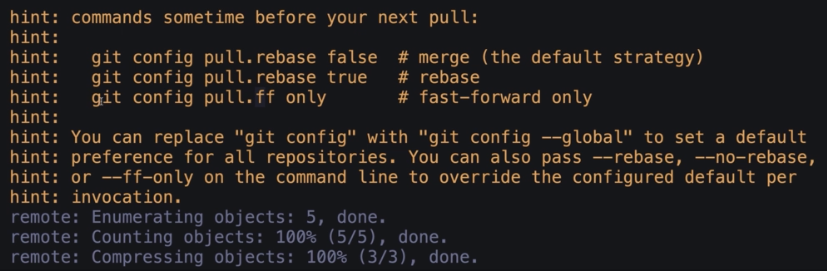 hint: commands sometime before your next pull:
hint:
hint:   git config pull.rebase false  # merge (the default strategy)
hint:   git config pull.rebase true   # rebase
hint:   git config pull.ff only       # fast-forward only
hint:
hint: You can replace "git config" with "git config --global" to set a default
hint: preference for all repositories. You can also pass --rebase, --no-rebase,
hint: or --ff-only on the command line to override the configured default per
hint: invocation.
remote: Enumerating objects: 5, done.
remote: Counting objects: 100% (5/5), done.
remote: Compressing objects: 100% (3/3), done.